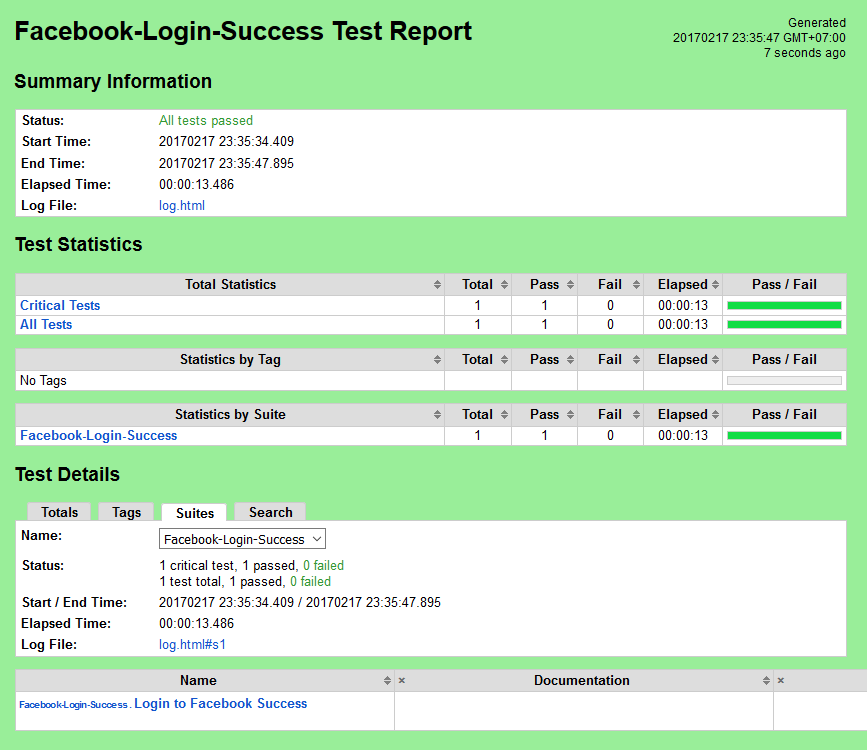 Facebook-Login-Success Test Report
Generated
20170217 23:35:47 GMT+07:00
7 seconds ago
Summary Information
Status: All tests passed
Start Time: 20170217 23:35:34.409
End Time: 20170217 23:35:47.895
Elapsed Time: 00:00:13.486
Log File: log.html
Test Statistics
Total Statistics Total Pass Fail Elapsed Pass / Fail
Critical Tests 1 1 0 00:00:13
All Tests 1 1 0 00:00:13
Statistics by Tag Total Pass Fail Elapsed Pass / Fail
No Tags
Statistics by Suite Total Pass Fail Elapsed Pass / Fail
Facebook-Login-Success 1 1 0 00:00:13
Test Details
Totals Tags Suites Search
Name: Facebook-Login-Success
Status: 1 critical test, 1 passed, 0 failed
1 test total, 1 passed, 0 failed
Start / End Time: 20170217 23:35:34.409 / 20170217 23:35:47.895
Elapsed Time: 00:00:13.486
Log File: log.html#s1
Name × Documentation ×
Facebook-Login-Success . Login to Facebook Success